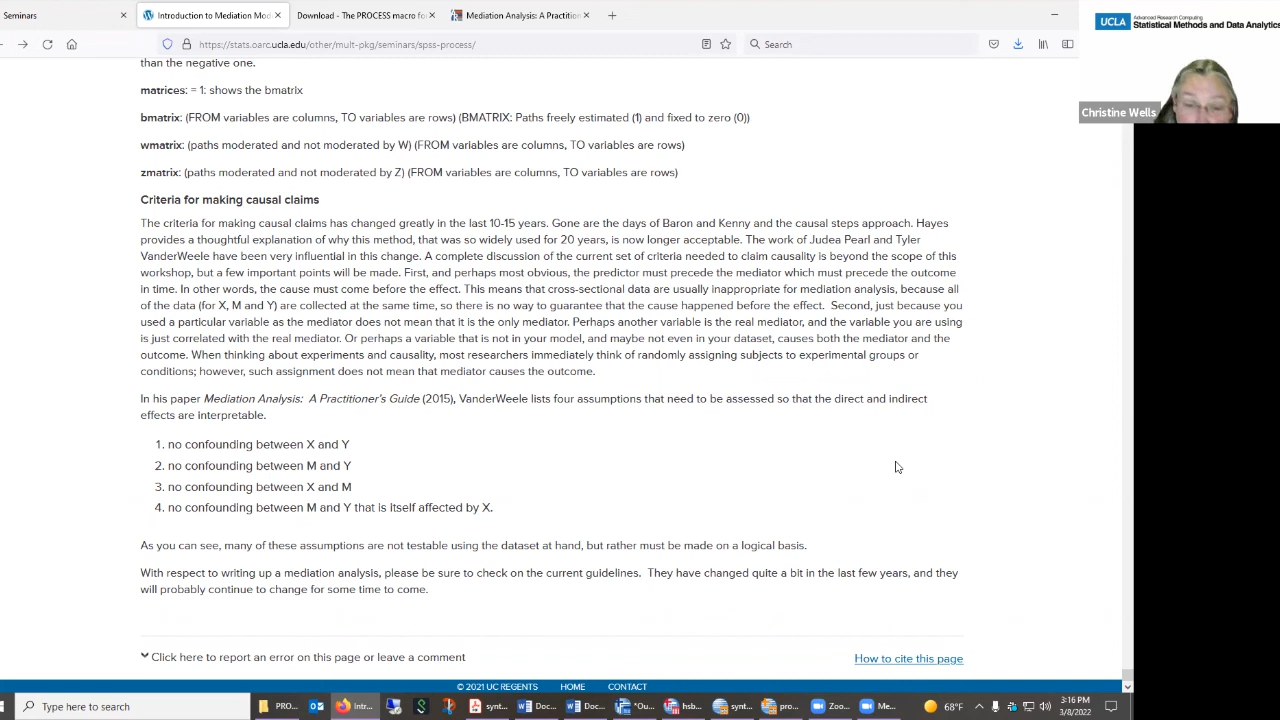 Seminars
Introduction to Mediation Mod
Download - The PROCESS macro fo
Mediation Analysis: A Practition
https://stats.oarc.ucla.edu/other/mult-pkg/seminars/spss-process/
Search
UCLA
Advanced Research Computing
Statistical Methods and Data Analytics
Christine Wells
than the negative one.
matrices: = 1: shows the bmatrix
bmatrix: (FROM variables are columns, TO variables are rows) (BMATRIX: Paths freely estimated (1) and fixed to zero (0))
wmatrix: (paths moderated and not moderated by W) (FROM variables are columns, TO variables are rows)
zmatrix: (paths moderated and not moderated by Z) (FROM variables are columns, TO variables are rows)
Criteria for making causal claims
The criteria for making causal claims has changed greatly in the last 10-15 years. Gone are the days of Baron and Kenny and the causal steps approach. Hayes
provides a thoughtful explanation of why this method, that was so widely used for 20 years, is now longer acceptable. The work of Judea Pearl and Tyler
VanderWeele have been very influential in this change. A complete discussion of the current set of criteria needed to claim causality is beyond the scope of this
workshop, but a few important points will be made. First, and perhaps most obvious, the predictor must precede the mediator which must precede the outcome
in time. In other words, the cause must come before the effect. This means that cross-sectional data are usually inappropriate for mediation analysis, because all
of the data (for X, M and Y) are collected at the same time, so there is no way to guarantee that the cause happened before the effect. Second, just because you
used a particular variable as the mediator does not mean that it is the only mediator. Perhaps another variable is the real mediator, and the variable you are using
is just correlated with the real mediator. Or perhaps a variable that is not in your model, and maybe not even in your dataset, causes both the mediator and the
outcome. When thinking about experiments and causality, most researchers immediately think of randomly assigning subjects to experimental groups or
conditions; however, such assignment does not mean that mediator causes the outcome.
In his paper Mediation Analysis: A Practitioner's Guide (2015), VanderWeele lists four assumptions that need to be assessed so that the direct and indirect
effects are interpretable.
1. no confounding between X and Y
2. no confounding between M and Y
3. no confounding between X and M
4. no confounding between M and Y that is itself affected by X.
As you can see, many of these assumptions are not testable using the dataset at hand, but rather must be made on a logical basis.
With respect to writing up a mediation analysis, please be sure to check on the current guidelines. They have changed quite a bit in the last few years, and they
will probably continue to change for some time to come.
Click here to report an error on this page or leave a comment
How to cite this page
© 2021 UC REGENTS HOME CONTACT
Type here to search
PRO...
Intr...
synt...
Doc...
Doc...
*Ou...
hsb...
synt...
pro...
Zoo...
Me...
68°F
3:16 PM
3/8/2022